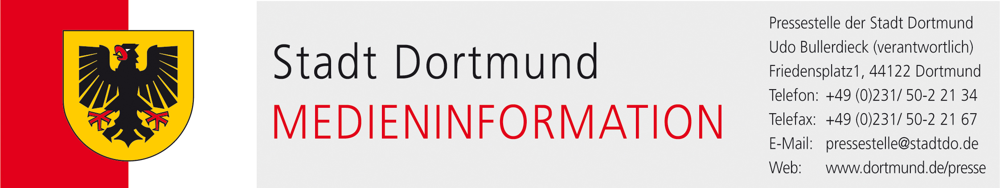 Stadt Dortmund
MEDIENINFORMATION
Pressestelle der Stadt Dortmund
Udo Bullerdieck (verantwortlich)
Friedensplatz1, 44122 Dortmund
Telefon: +49 (0)231/ 50-2 21 34
Telefax: +49 (0)231/ 50-2 21 67
E-Mail: pressestelle@stadtdo.de
Web: www.dortmund.de/presse